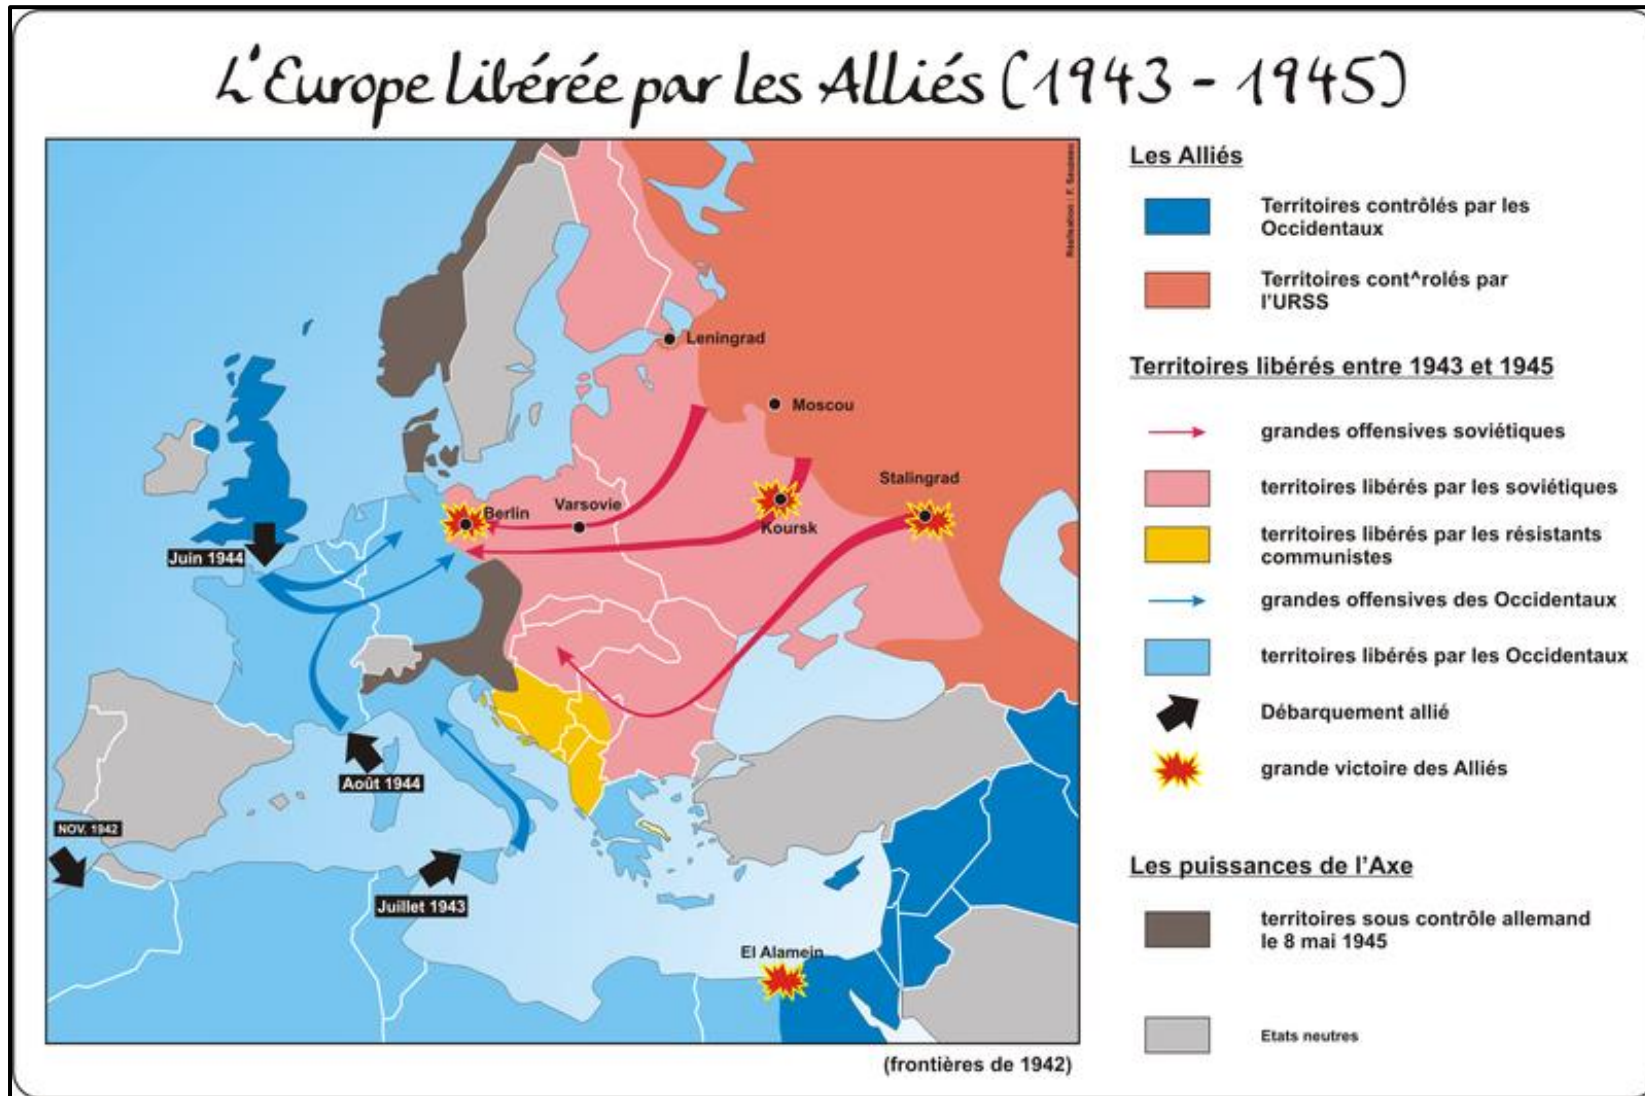 L'Europe libérée par les Alliés (1943 - 1945)
Réalisation : F. Sauzeau
Leningrad
Moscou
Stalingrad
Berlin
Varsovie
Koursk
Juin 1944
Août 1944
NOV. 1942
Juillet 1943
El Alamein
(frontières de 1942)
Les Alliés
Territoires contrôlés par les
Occidentaux
Territoires cont^rolés par
l'URSS
Territoires libérés entre 1943 et 1945
grandes offensives soviétiques
territoires libérés par les soviétiques
territoires libérés par les résistants
communistes
grandes offensives des Occidentaux
territoires libérés par les Occidentaux
Débarquement allié
grande victoire des Alliés
Les puissances de l'Axe
territoires sous contrôle allemand
le 8 mai 1945
Etats neutres